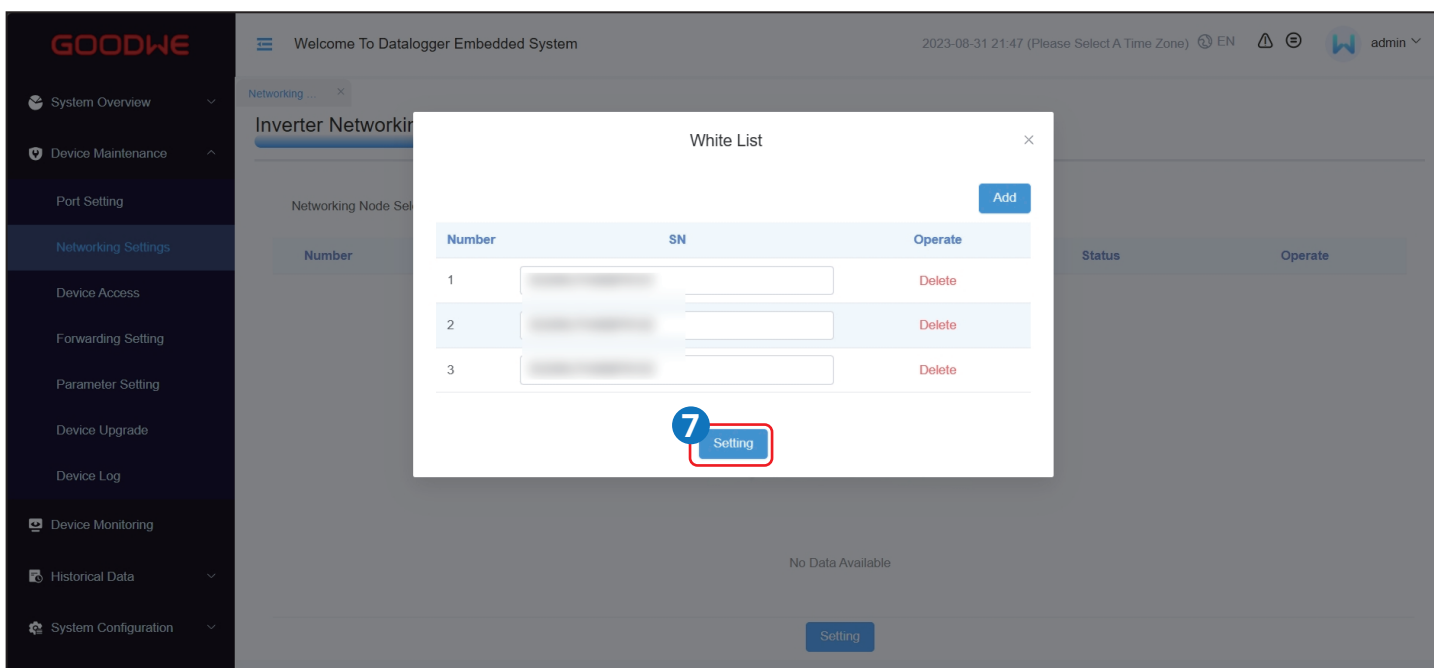 GOODWE
Welcome To Datalogger Embedded System
2023-08-31 21:47 (Please Select A Time Zone) EN
admin
System Overview
Device Maintenance
Port Setting
Networking Settings
Device Access
Forwarding Setting
Parameter Setting
Device Upgrade
Device Log
Device Monitoring
Historical Data
System Configuration
Networking ...
Inverter Networkin
Networking Node Sel
Number
Status
Operate
White List
Add
Number SN Operate
1 Delete
2 Delete
3 Delete
7
Setting
No Data Available
Setting